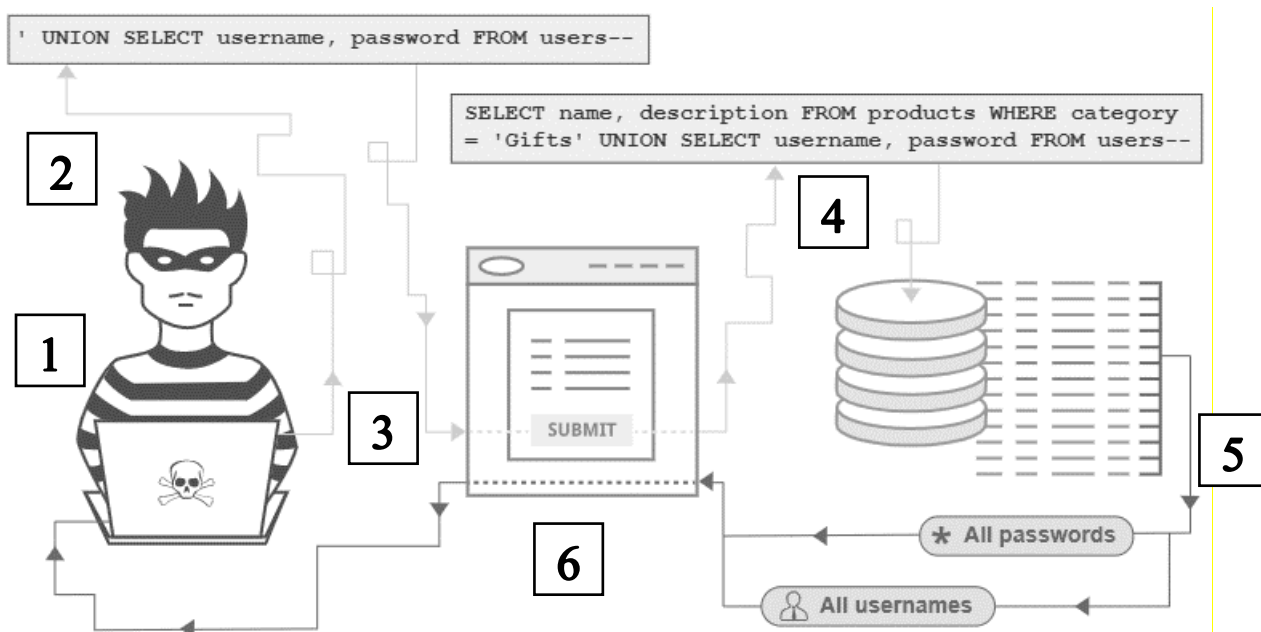 ' UNION SELECT username, password FROM users--
SELECT name, description FROM products WHERE category
= 'Gifts' UNION SELECT username, password FROM users--
2
4
1
3
SUBMIT
5
* All passwords
6
All usernames